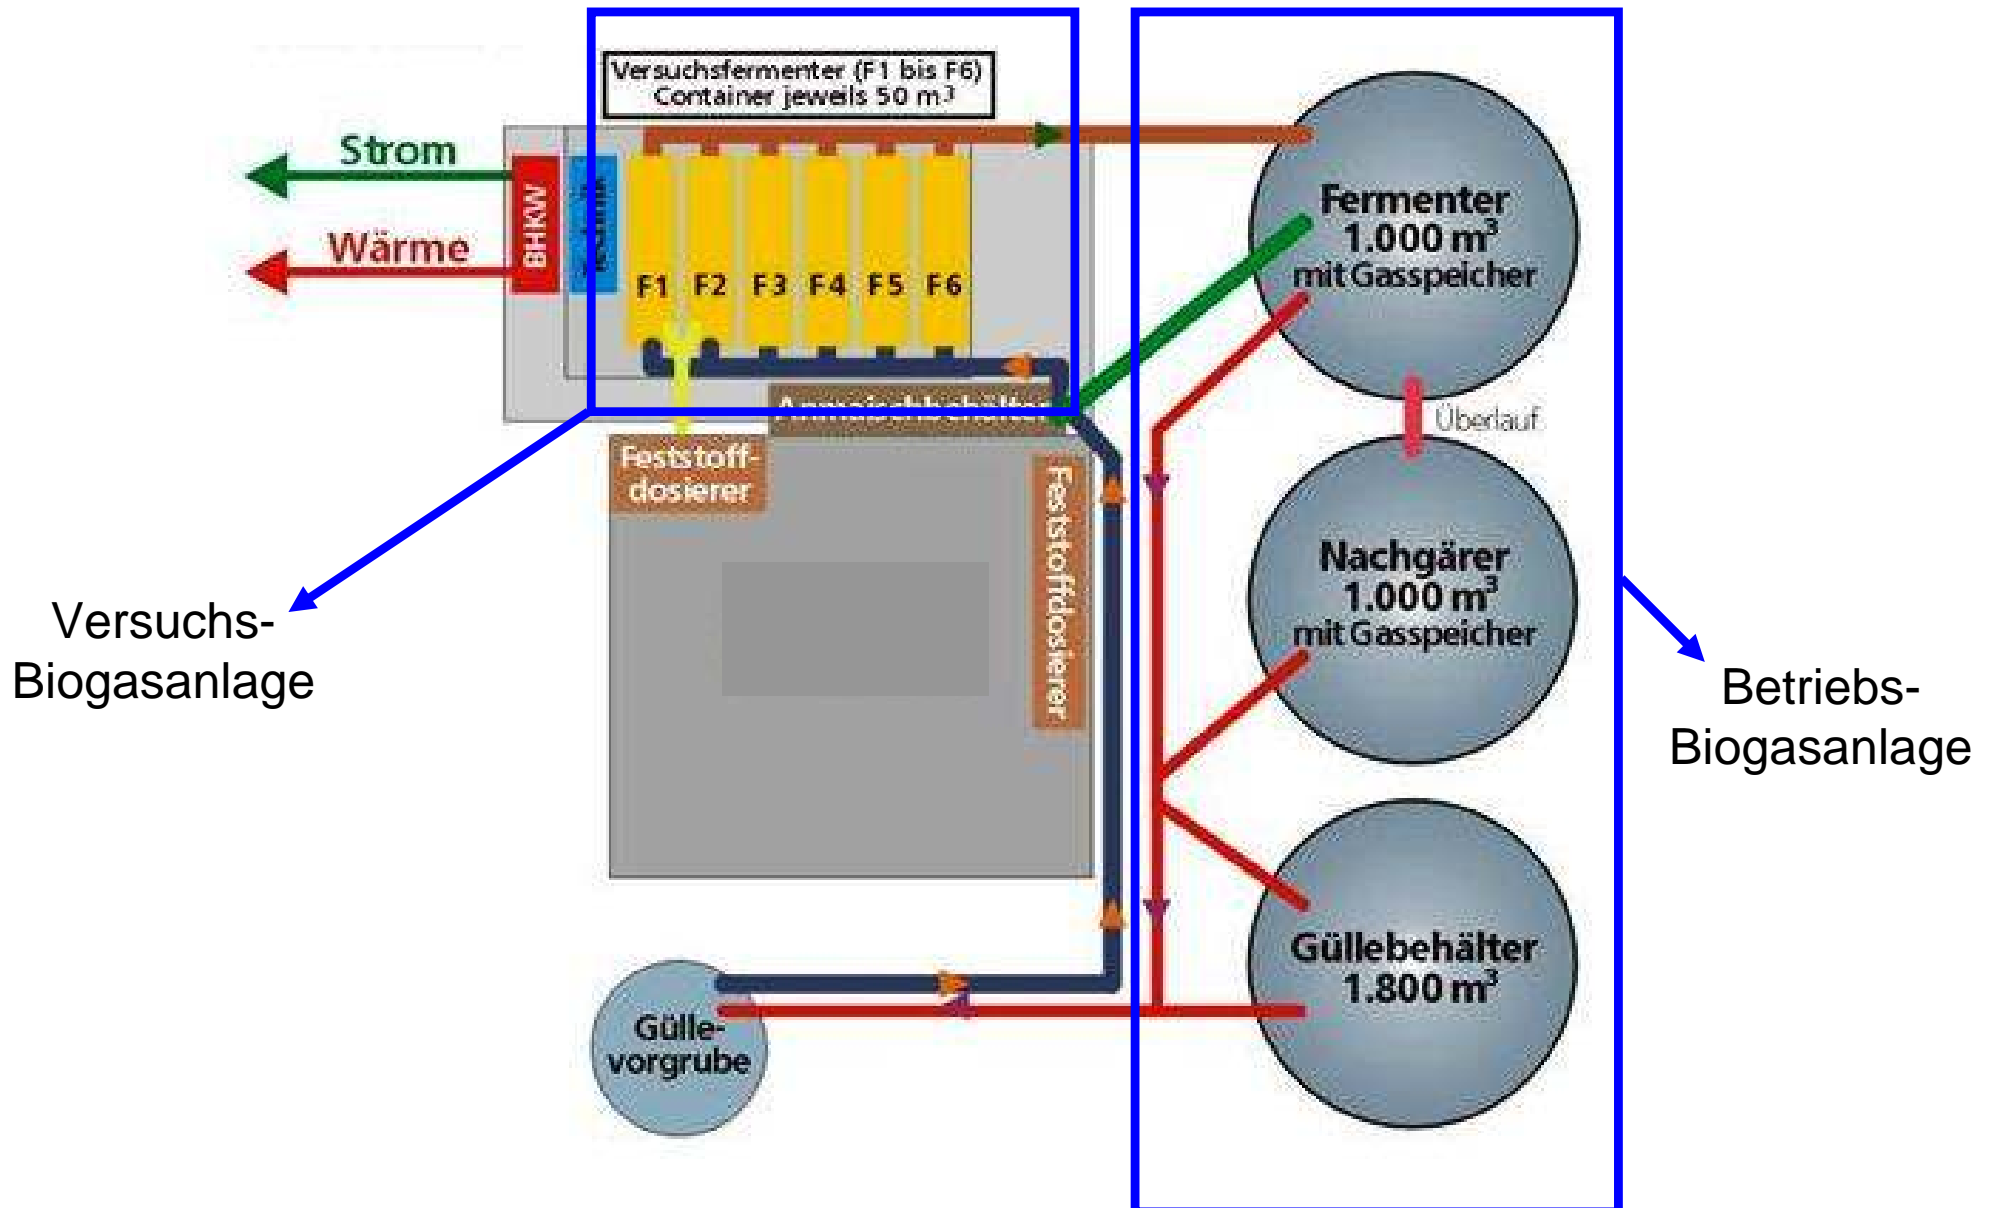 Versuchsfermenter (F1 bis F6)
Container jeweils 50 m³
Strom
Wärme
BHKW
Technik
F1 F2 F3 F4 F5 F6
Fermenter
1.000 m³
mit Gasspeicher
Überlauf
Anmaischbehälter
Feststoff-
dosierer
Feststoffdosierer
Nachgärer
1.000 m³
mit Gasspeicher
Versuchs-
Biogasanlage
Betriebs-
Biogasanlage
Güllebehälter
1.800 m³
Gülle-
vorgrube